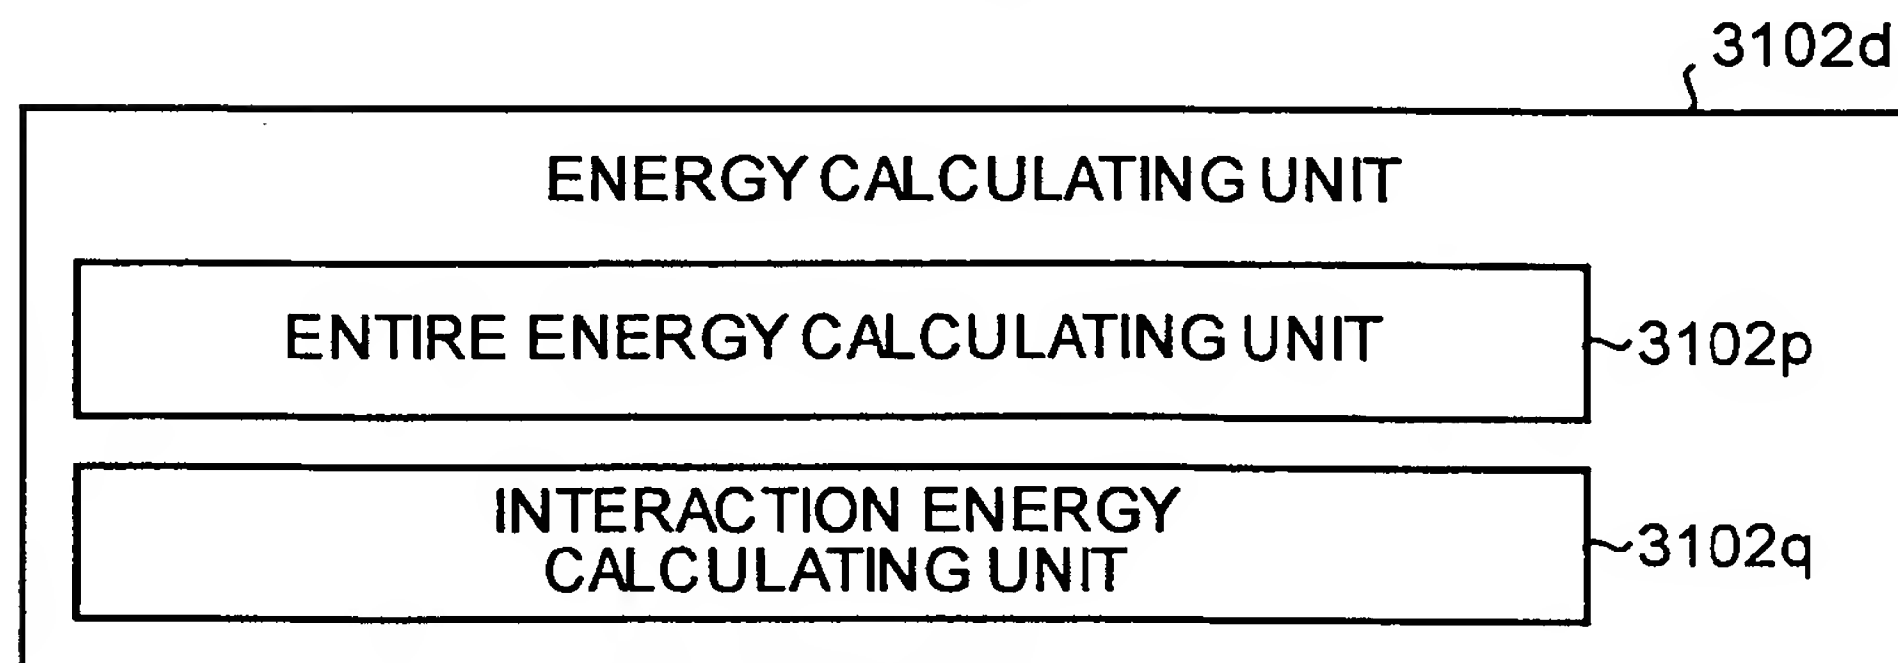 3102d
ENERGY CALCULATING UNIT
ENTIRE ENERGY CALCULATING UNIT
3102p
INTERACTION ENERGY
CALCULATING UNIT
3102q